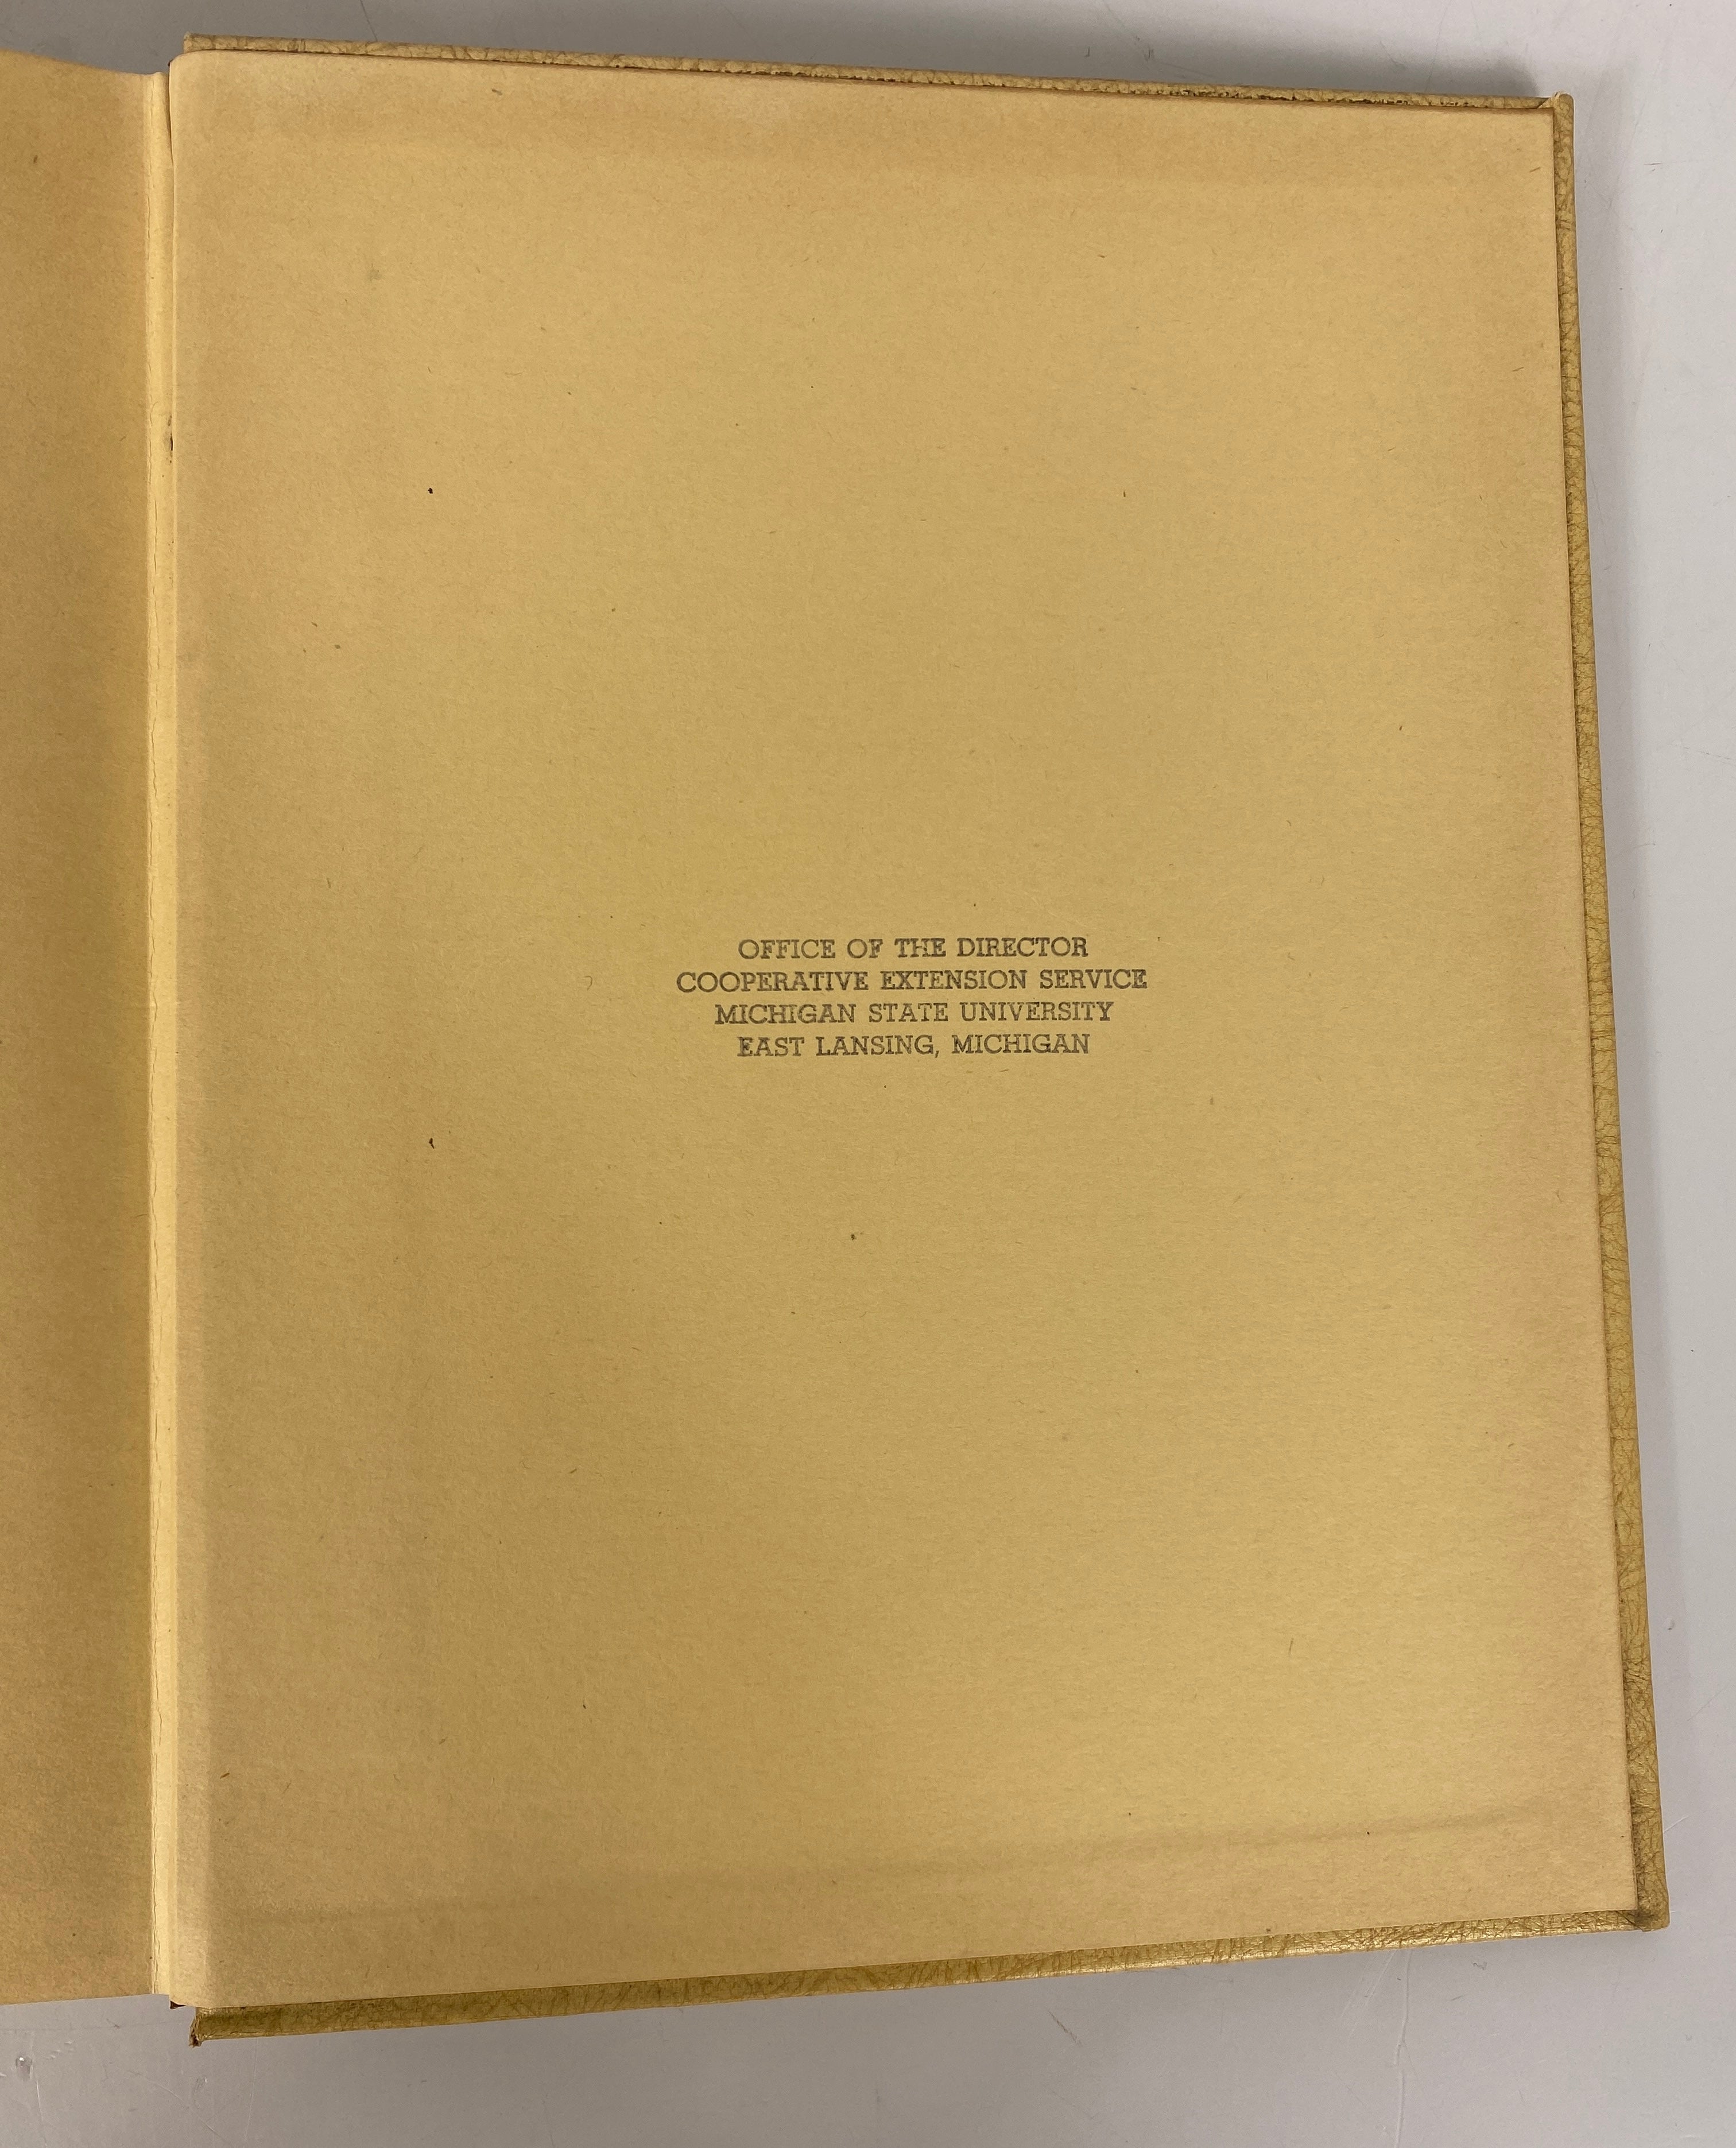 OFFICE OF THE DIRECTOR
COOPERATIVE EXTENSION SERVICE
MICHIGAN STATE UNIVERSITY
EAST LANSING, MICHIGAN